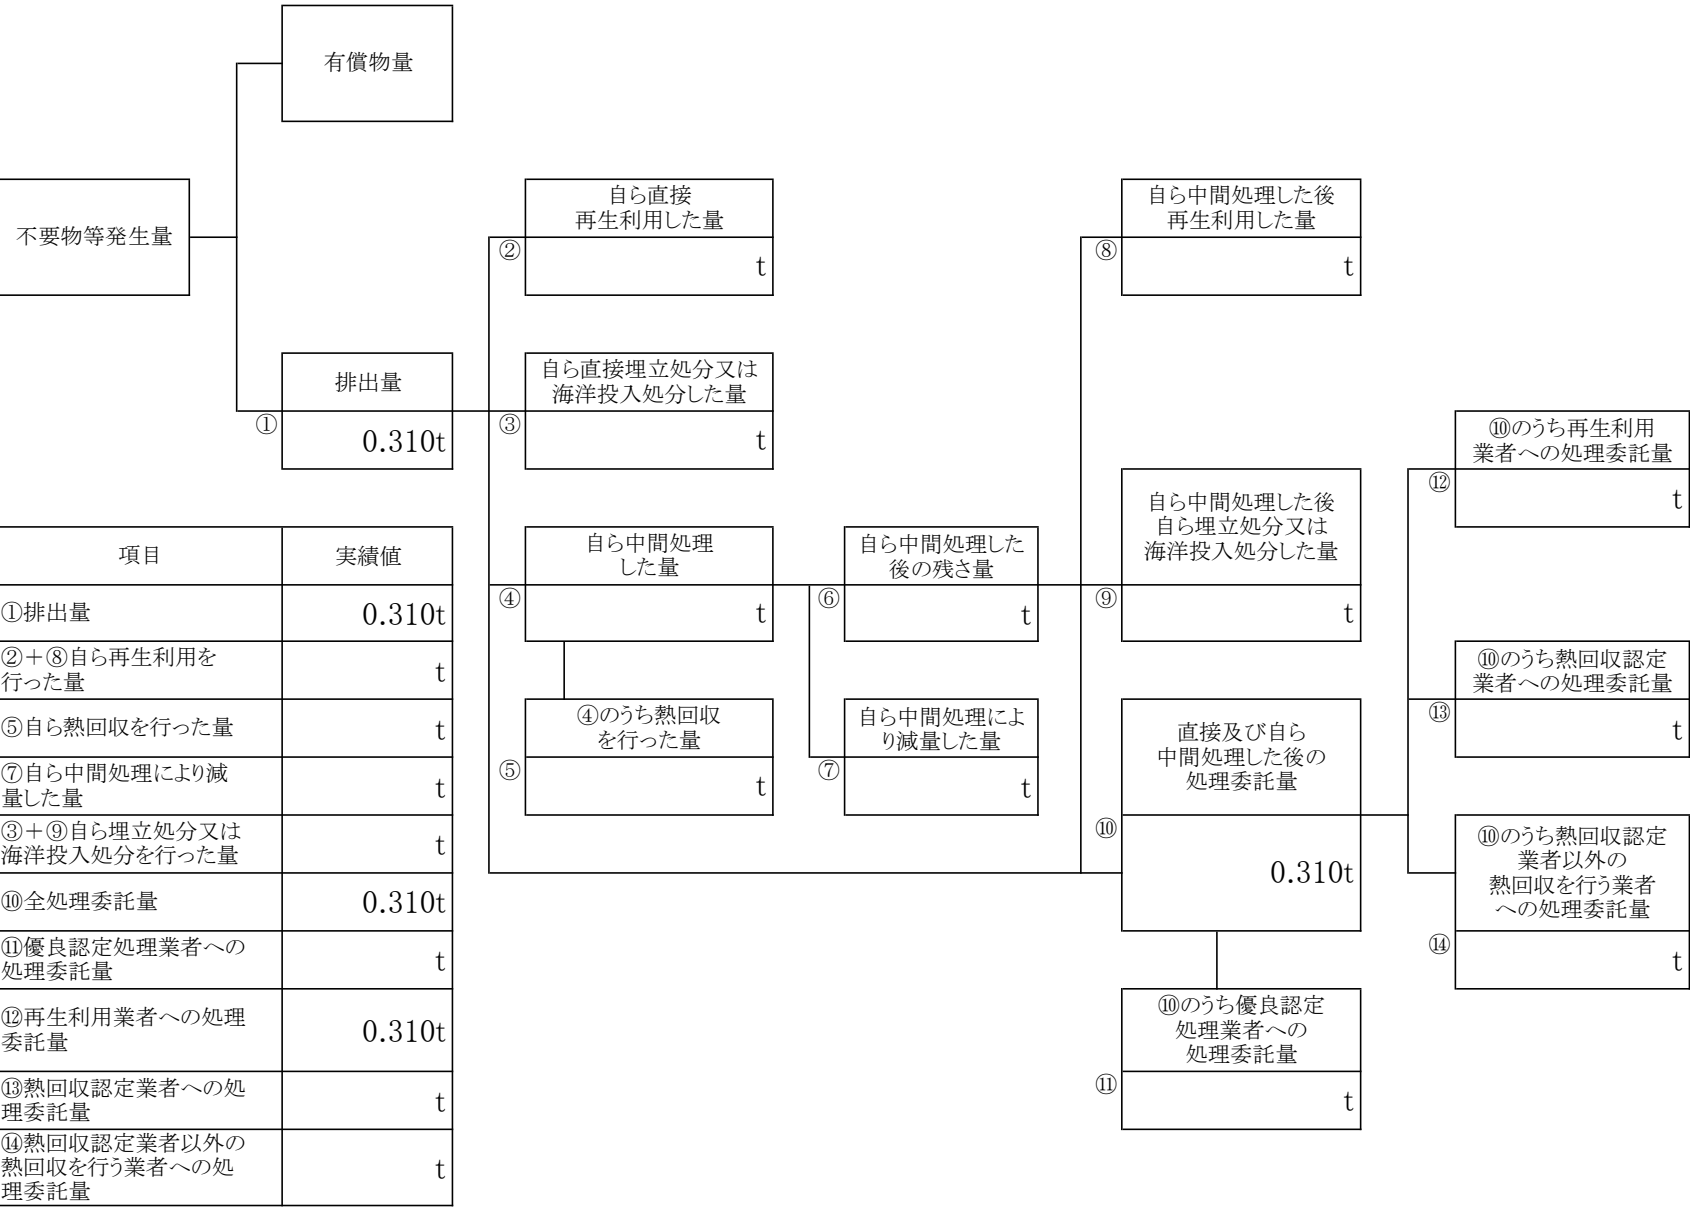 有償物量
不要物等発生量
自ら直接
再生利用した量
②
t
自ら中間処理した後
再生利用した量
⑧
t
排出量
①
0.310t
自ら直接埋立処分又は
海洋投入処分した量
③
t
⑩のうち再生利用
業者への処理委託量
⑫
t
自ら中間処理
した量
④
t
自ら中間処理した
後の残さ量
⑥
t
自ら中間処理した後
自ら埋立処分又は
海洋投入処分した量
⑨
t
④のうち熱回収
を行った量
⑤
t
自ら中間処理によ
り減量した量
⑦
t
直接及び自ら
中間処理した後の
処理委託量
⑩
0.310t
⑩のうち熱回収認定
業者への処理委託量
⑬
t
⑩のうち熱回収認定
業者以外の
熱回収を行う業者
への処理委託量
⑭
t
⑩のうち優良認定
処理業者への
処理委託量
⑪
t
項目 実績値
①排出量 0.310t
②＋⑧自ら再生利用を
行った量 t
⑤自ら熱回収を行った量 t
⑦自ら中間処理により減
量した量 t
③＋⑨自ら埋立処分又は
海洋投入処分を行った量 t
⑩全処理委託量 0.310t
⑪優良認定処理業者への
処理委託量 t
⑫再生利用業者への処理
委託量 0.310t
⑬熱回収認定業者への処
理委託量 t
⑭熱回収認定業者以外の
熱回収を行う業者への処
理委託量 t